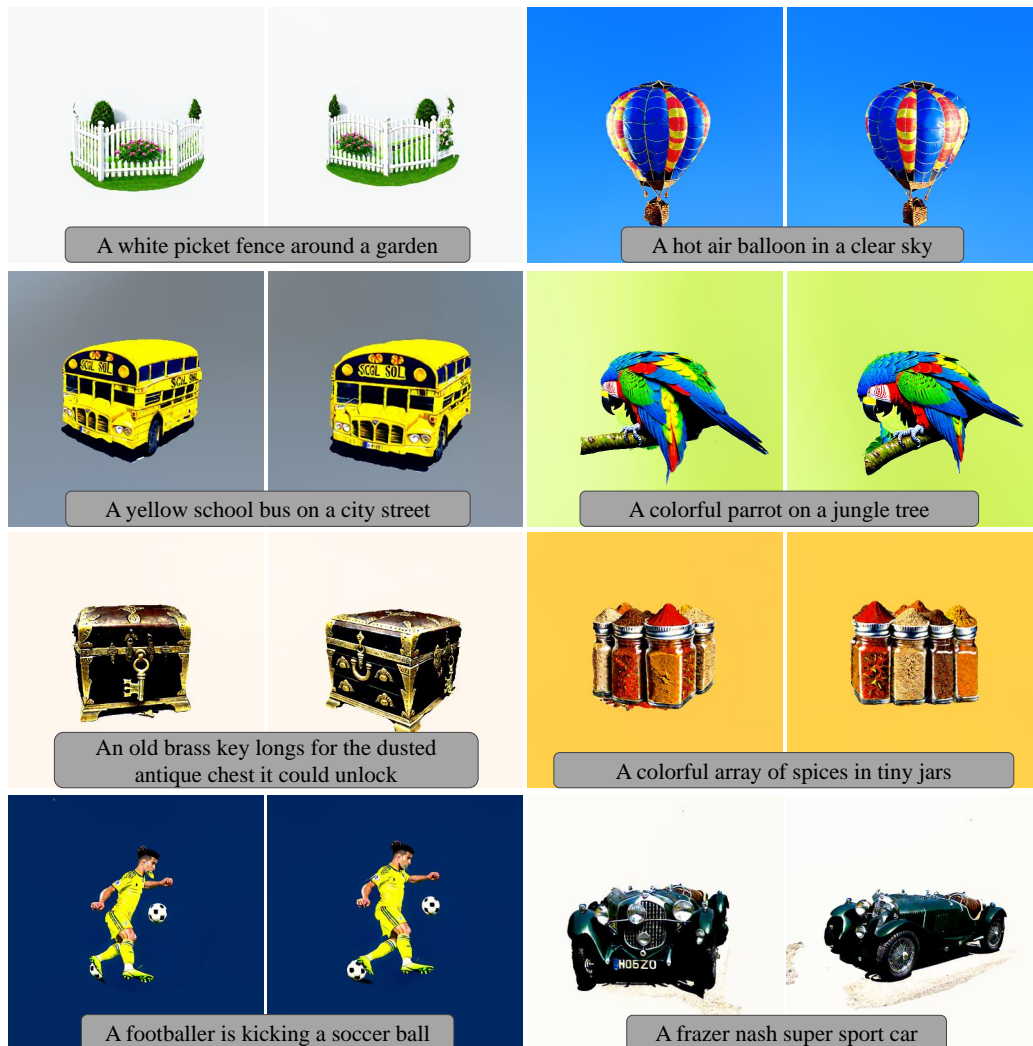 A white picket fence around a garden
A hot air balloon in a clear sky
SCGL SOL
SCGL
SCGL SOL
A yellow school bus on a city street
A colorful parrot on a jungle tree
An old brass key longs for the dusted
antique chest it could unlock
A colorful array of spices in tiny jars
H05ZO
A footballer is kicking a soccer ball
A frazer nash super sport car